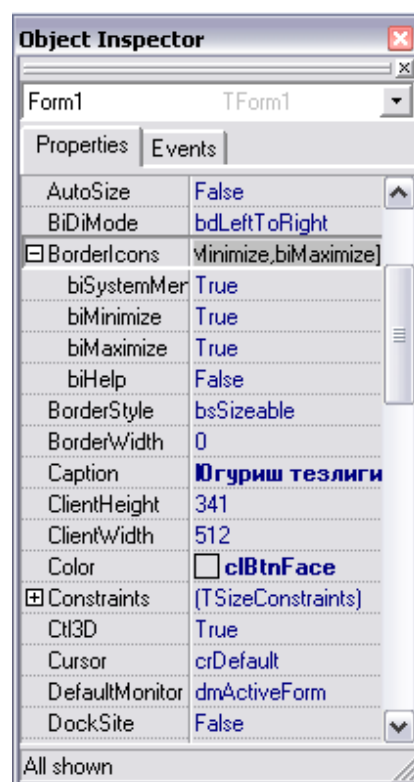 Object Inspector
Form1 TForm1
Properties Events
AutoSize False
BiDiMode bdLeftToRight
BorderIcons Minimize,biMaximize]
biSystemMer True
biMinimize True
biMaximize True
biHelp False
BorderStyle bsSizeable
BorderWidth 0
Caption Югуриш тезлиги
ClientHeight 341
ClientWidth 512
Color clBtnFace
Constraints (TSizeConstraints)
Ctl3D True
Cursor crDefault
DefaultMonitor dmActiveForm
DockSite False
All shown